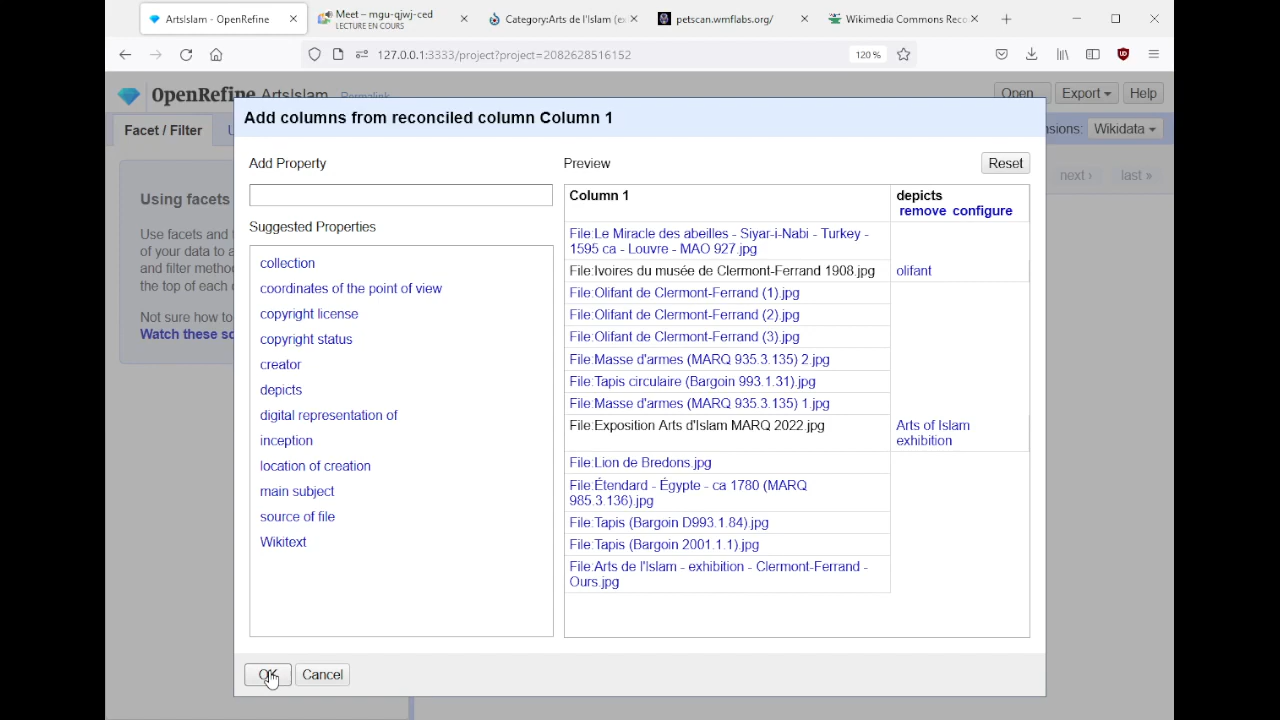 ArtsIslam - OpenRefine
Meet – mgu-qjwj-ced
LECTURE EN COURS
Category:Arts de l'Islam (ex
petscan.wmflabs.org/
Wikimedia Commons Reco
127.0.0.1:3333/project?project=2082628516152
120 %
OpenRefine ArtsIslam Permalink
Open...
Export
Help
Facet / Filter
Wikidata
Using facets
Use facets and
of your data to a
and filter metho
the top of each
Not sure how to
Watch these sc
next ›
last »
Add columns from reconciled column Column 1
Add Property
Suggested Properties
collection
coordinates of the point of view
copyright license
copyright status
creator
depicts
digital representation of
inception
location of creation
main subject
source of file
Wikitext
Preview
Reset
Column 1
depicts
remove configure
File:Le Miracle des abeilles - Siyar-i-Nabi - Turkey -
1595 ca - Louvre - MAO 927.jpg
File:Ivoires du musée de Clermont-Ferrand 1908.jpg
olifant
File:Olifant de Clermont-Ferrand (1).jpg
File:Olifant de Clermont-Ferrand (2).jpg
File:Olifant de Clermont-Ferrand (3).jpg
File:Masse d'armes (MARQ 935.3.135) 2.jpg
File:Tapis circulaire (Bargoin 993.1.31).jpg
File:Masse d'armes (MARQ 935.3.135) 1.jpg
File:Exposition Arts d'Islam MARQ 2022.jpg
Arts of Islam
exhibition
File:Lion de Bredons.jpg
File:Étendard - Égypte - ca 1780 (MARQ
985.3.136).jpg
File:Tapis (Bargoin D993.1.84).jpg
File:Tapis (Bargoin 2001.1.1).jpg
File:Arts de l'Islam - exhibition - Clermont-Ferrand -
Ours.jpg
OK
Cancel